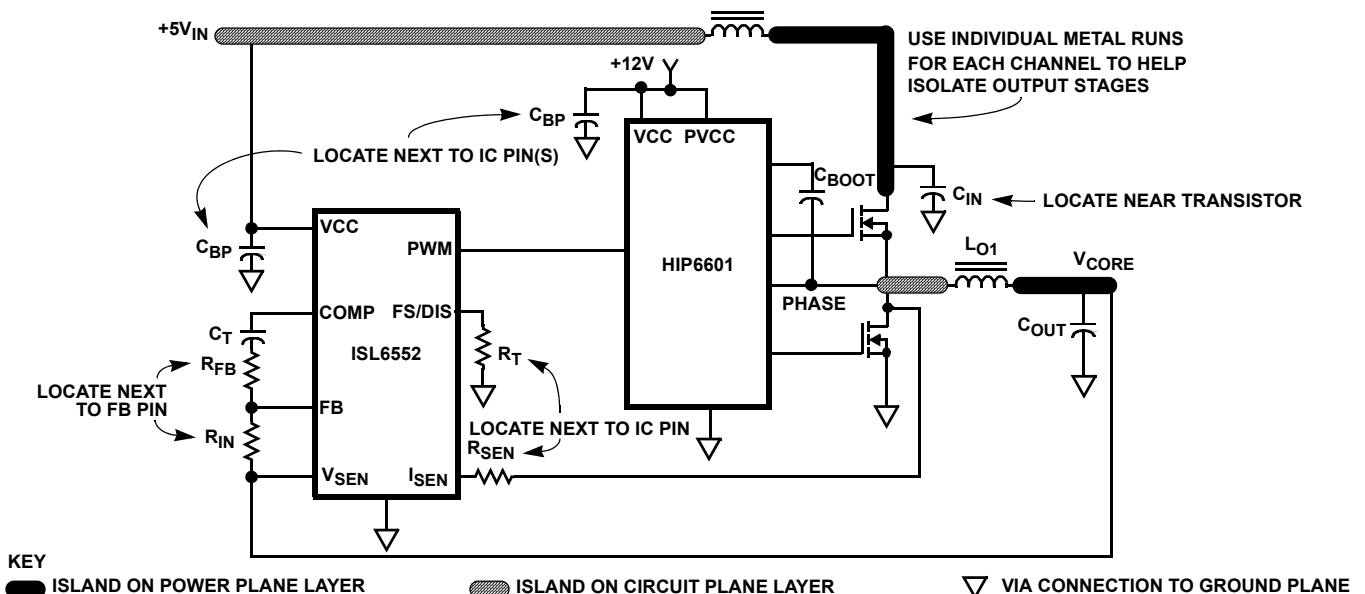 +5VIN
USE INDIVIDUAL METAL RUNS
FOR EACH CHANNEL TO HELP
ISOLATE OUTPUT STAGES
+12V
CBP
VCC PVCC
LOCATE NEXT TO IC PIN(S)
CBOOT
CIN
LOCATE NEAR TRANSISTOR
VCC
CBP
PWM
HIP6601
LO1
VCORE
PHASE
COMP
FS/DIS
CT
RT
COUT
ISL6552
RFB
LOCATE NEXT
TO FB PIN
FB
RIN
LOCATE NEXT TO IC PIN
RSEN
VSEN
ISEN
KEY
ISLAND ON POWER PLANE LAYER
ISLAND ON CIRCUIT PLANE LAYER
VIA CONNECTION TO GROUND PLANE